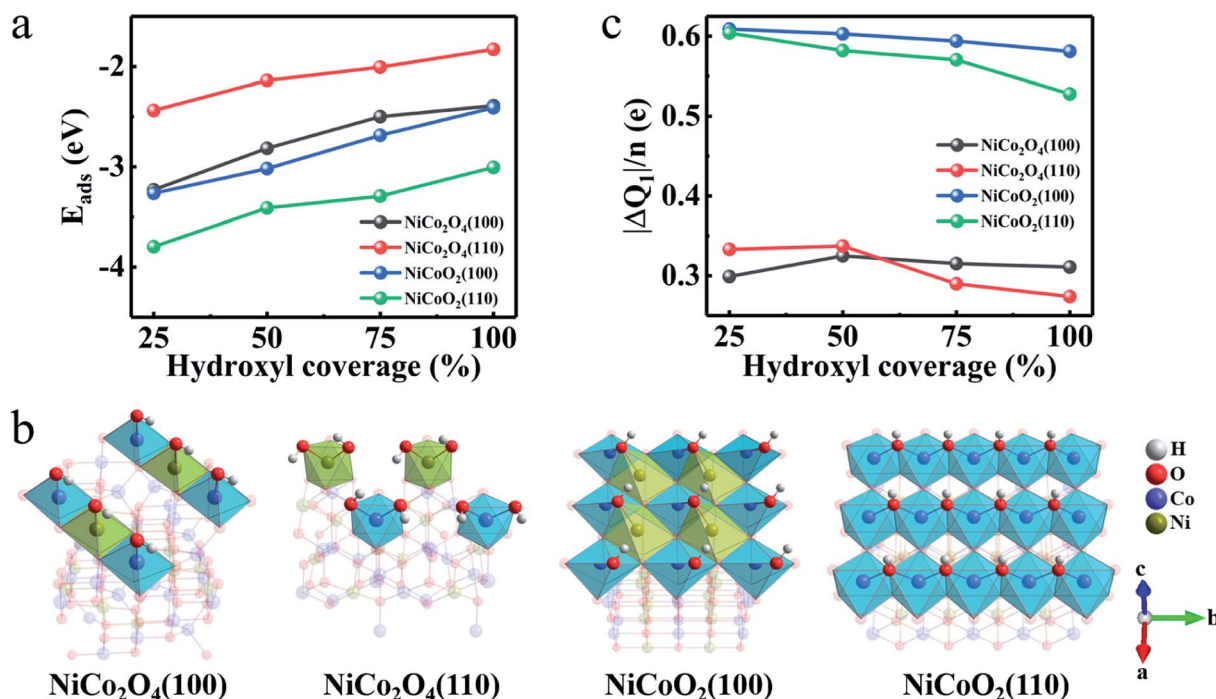 a
E_ads (eV)
-2
-3
-4
25 50 75 100
Hydroxyl coverage (%)
NiCo₂O₄(100)
NiCo₂O₄(110)
NiCoO₂(100)
NiCoO₂(110)
c
|ΔQ₁|/n (e)
0.6
0.5
0.4
0.3
25 50 75 100
Hydroxyl coverage (%)
NiCo₂O₄(100)
NiCo₂O₄(110)
NiCoO₂(100)
NiCoO₂(110)
b
NiCo₂O₄(100)
NiCo₂O₄(110)
NiCoO₂(100)
NiCoO₂(110)
H
O
Co
Ni
c
b
a